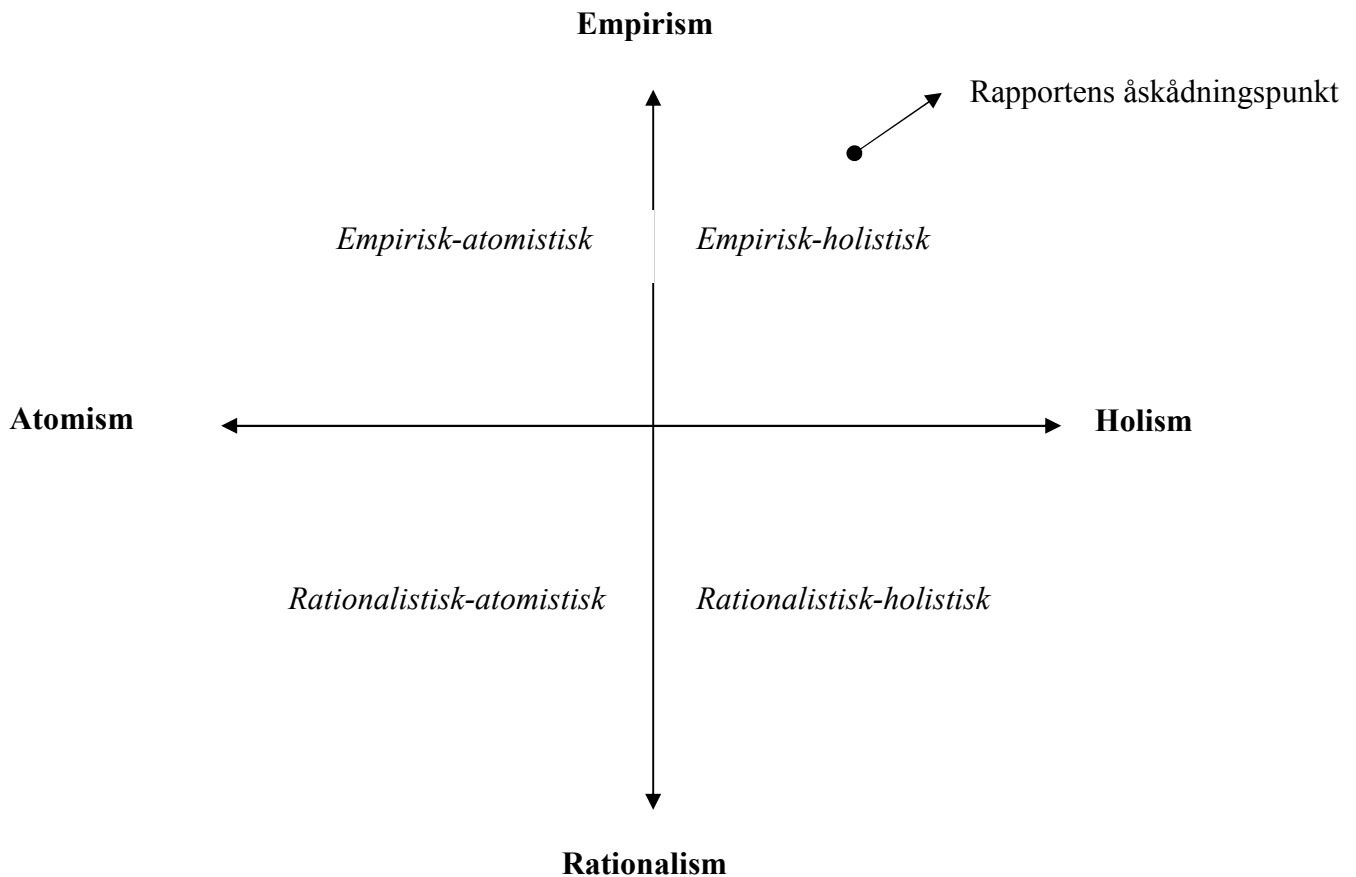 Empirism
Rapportens åskådningspunkt
Empirisk-atomistisk
Empirisk-holistisk
Atomism
Holism
Rationalistisk-atomistisk
Rationalistisk-holistisk
Rationalism